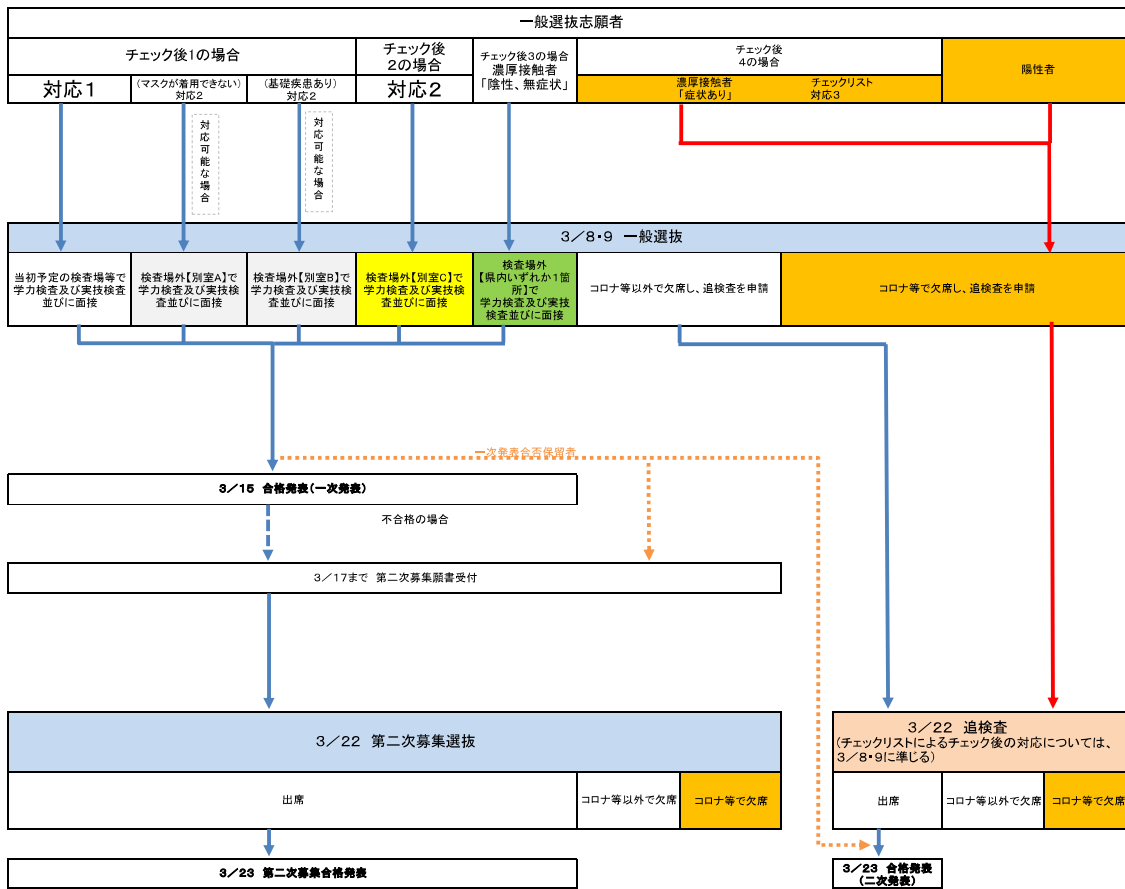 一般選抜志願者
チェック後1の場合
チェック後
2の場合
チェック後3の場合
濃厚接触者
「陰性、無症状」
チェック後
4の場合
陽性者
対応1
(マスクが着用できない)
対応2
(基礎疾患あり)
対応2
対応2
濃厚接触者
「症状あり」
チェックリスト
対応3
対応可能な場合
対応可能な場合
3/8・9 一般選抜
当初予定の検査場等で
学力検査及び実技検査
並びに面接
検査場外【別室A】で
学力検査及び実技検
査並びに面接
検査場外【別室B】で
学力検査及び実技検
査並びに面接
検査場外【別室C】で
学力検査及び実技検
査並びに面接
検査場外
【県内いずれか1箇
所】で
学力検査及び実技
検査並びに面接
コロナ等以外で欠席し、追検査を申請
コロナ等で欠席し、追検査を申請
一次発表合否保留者
3/15 合格発表(一次発表)
不合格の場合
3/17まで 第二次募集願書受付
3/22 第二次募集選抜
出席
コロナ等以外で欠席
コロナ等で欠席
3/23 第二次募集合格発表
3/22 追検査
(チェックリストによるチェック後の対応については、
3/8・9に準じる)
出席
コロナ等以外で欠席
コロナ等で欠席
3/23 合格発表
(二次発表)